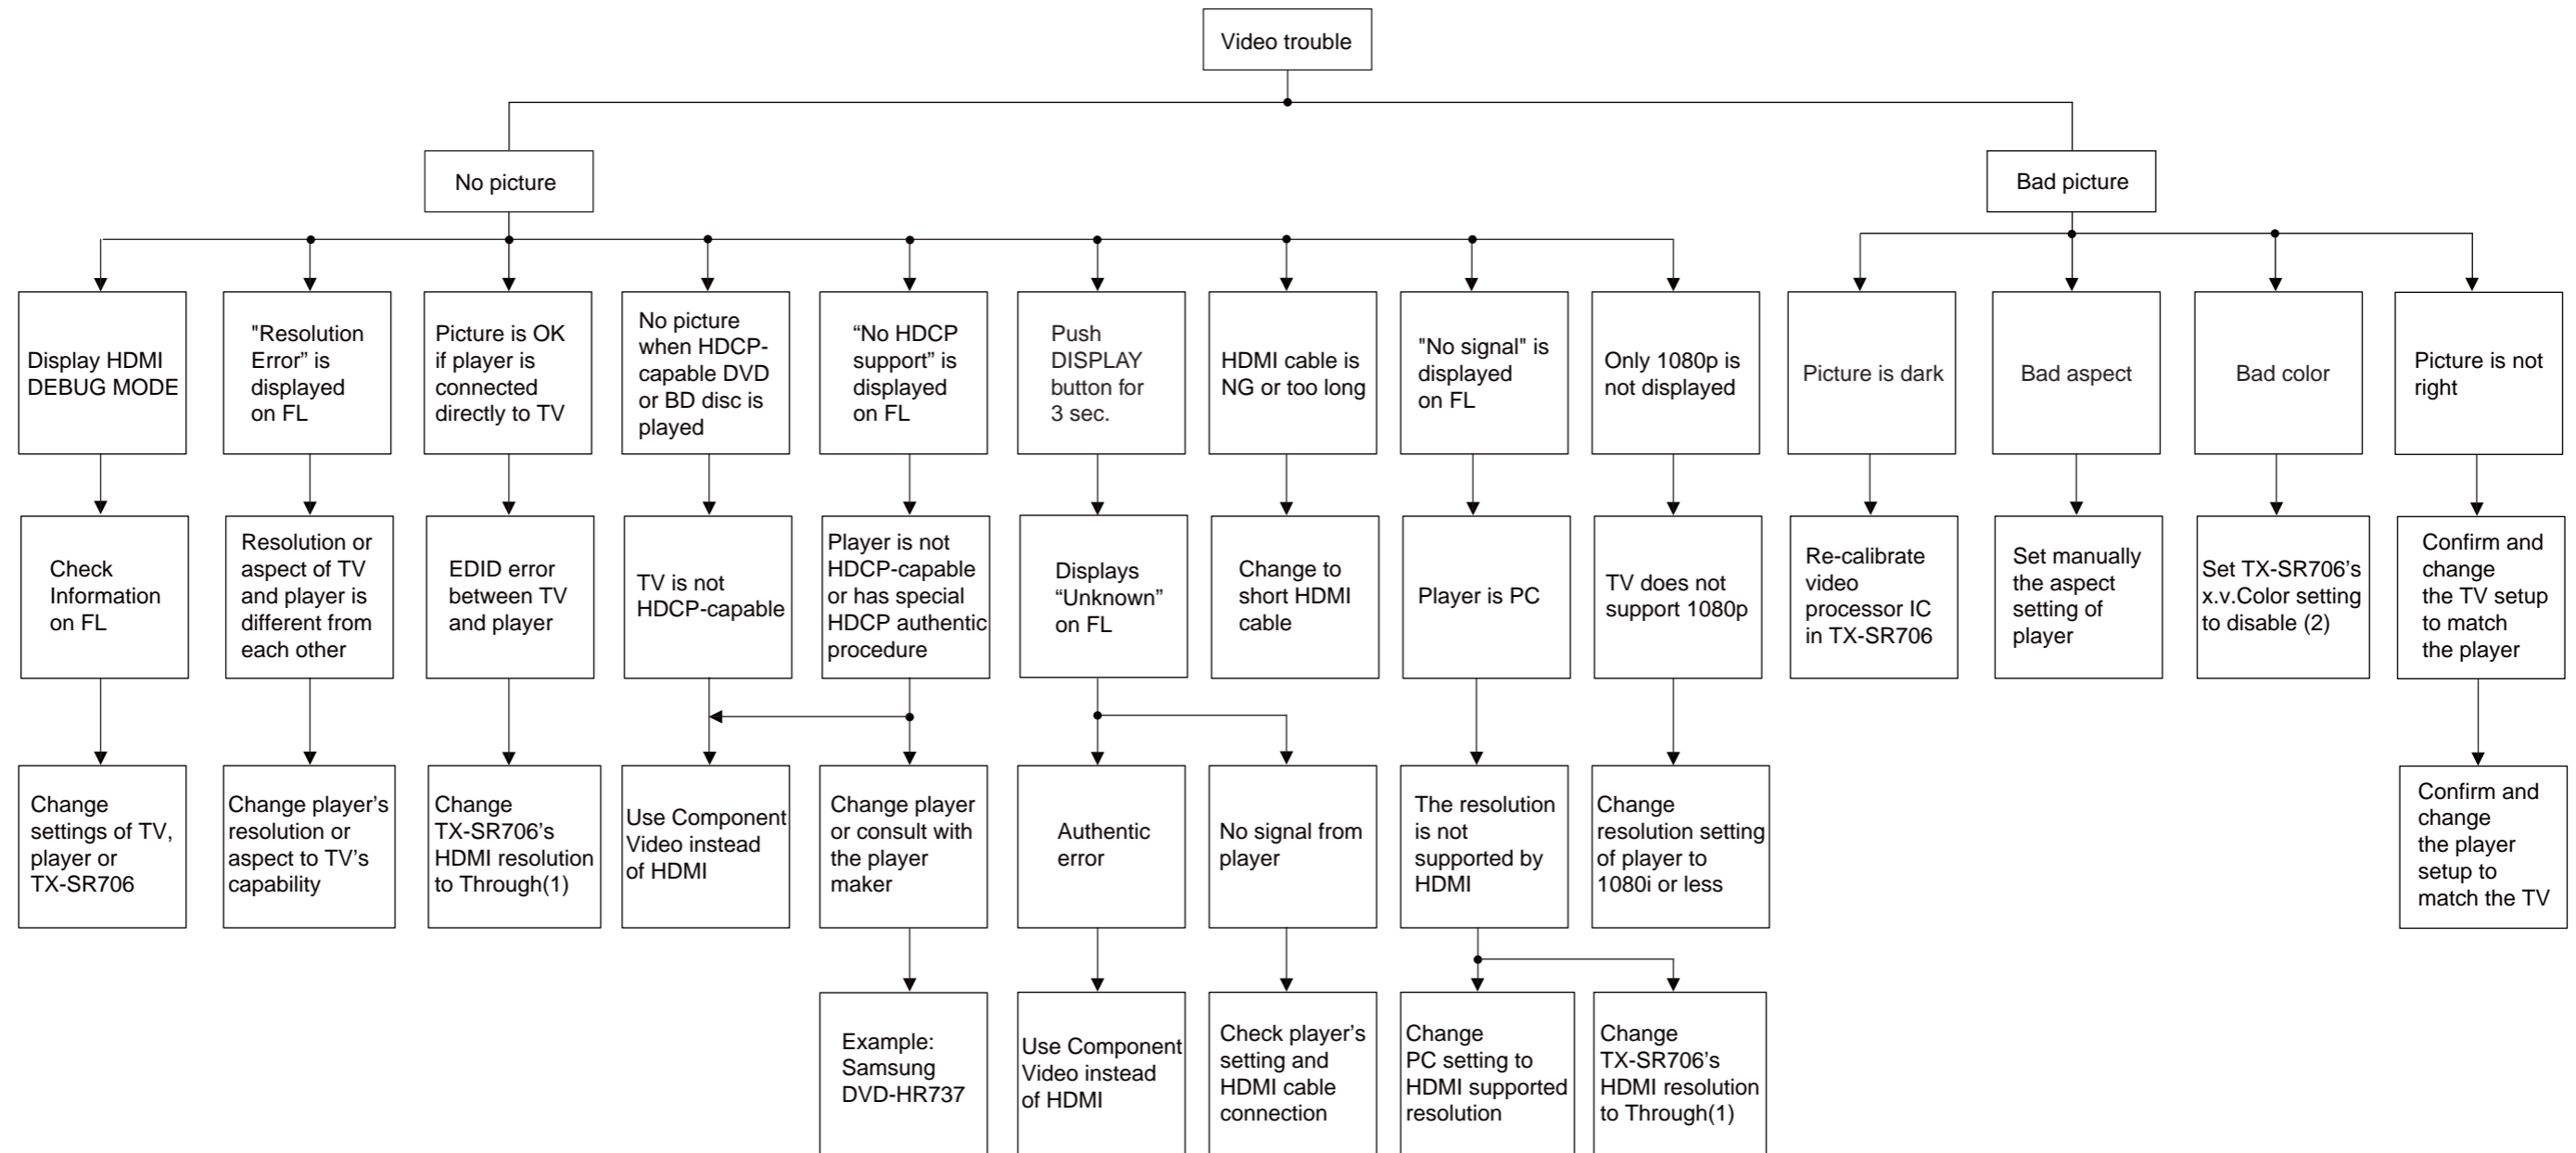 Video trouble
No picture
Bad picture
Display HDMI
DEBUG MODE
"Resolution
Error” is
displayed
on FL
Picture is OK
if player is
connected
directly to TV
No picture
when HDCP-
capable DVD
or BD disc is
played
“No HDCP
support” is
displayed
on FL
Push
DISPLAY
button for
3 sec.
HDMI cable is
NG or too long
"No signal" is
displayed
on FL
Only 1080p is
not displayed
Picture is dark
Bad aspect
Bad color
Picture is not
right
Check
Information
on FL
Resolution or
aspect of TV
and player is
different from
each other
EDID error
between TV
and player
TV is not
HDCP-capable
Player is not
HDCP-capable
or has special
HDCP authentic
procedure
Displays
“Unknown”
on FL
Change to
short HDMI
cable
Player is PC
TV does not
support 1080p
Re-calibrate
video
processor IC
in TX-SR706
Set manually
the aspect
setting of
player
Set TX-SR706’s
x.v.Color setting
to disable (2)
Confirm and
change
the TV setup
to match
the player
Change
settings of TV,
player or
TX-SR706
Change player’s
resolution or
aspect to TV’s
capability
Change
TX-SR706’s
HDMI resolution
to Through(1)
Use Component
Video instead
of HDMI
Change player
or consult with
the player
maker
Authentic
error
No signal from
player
The resolution
is not
supported by
HDMI
Change
resolution setting
of player to
1080i or less
Confirm and
change
the player
setup to
match the TV
Example:
Samsung
DVD-HR737
Use Component
Video instead
of HDMI
Check player’s
setting and
HDMI cable
connection
Change
PC setting to
HDMI supported
resolution
Change
TX-SR706’s
HDMI resolution
to Through(1)